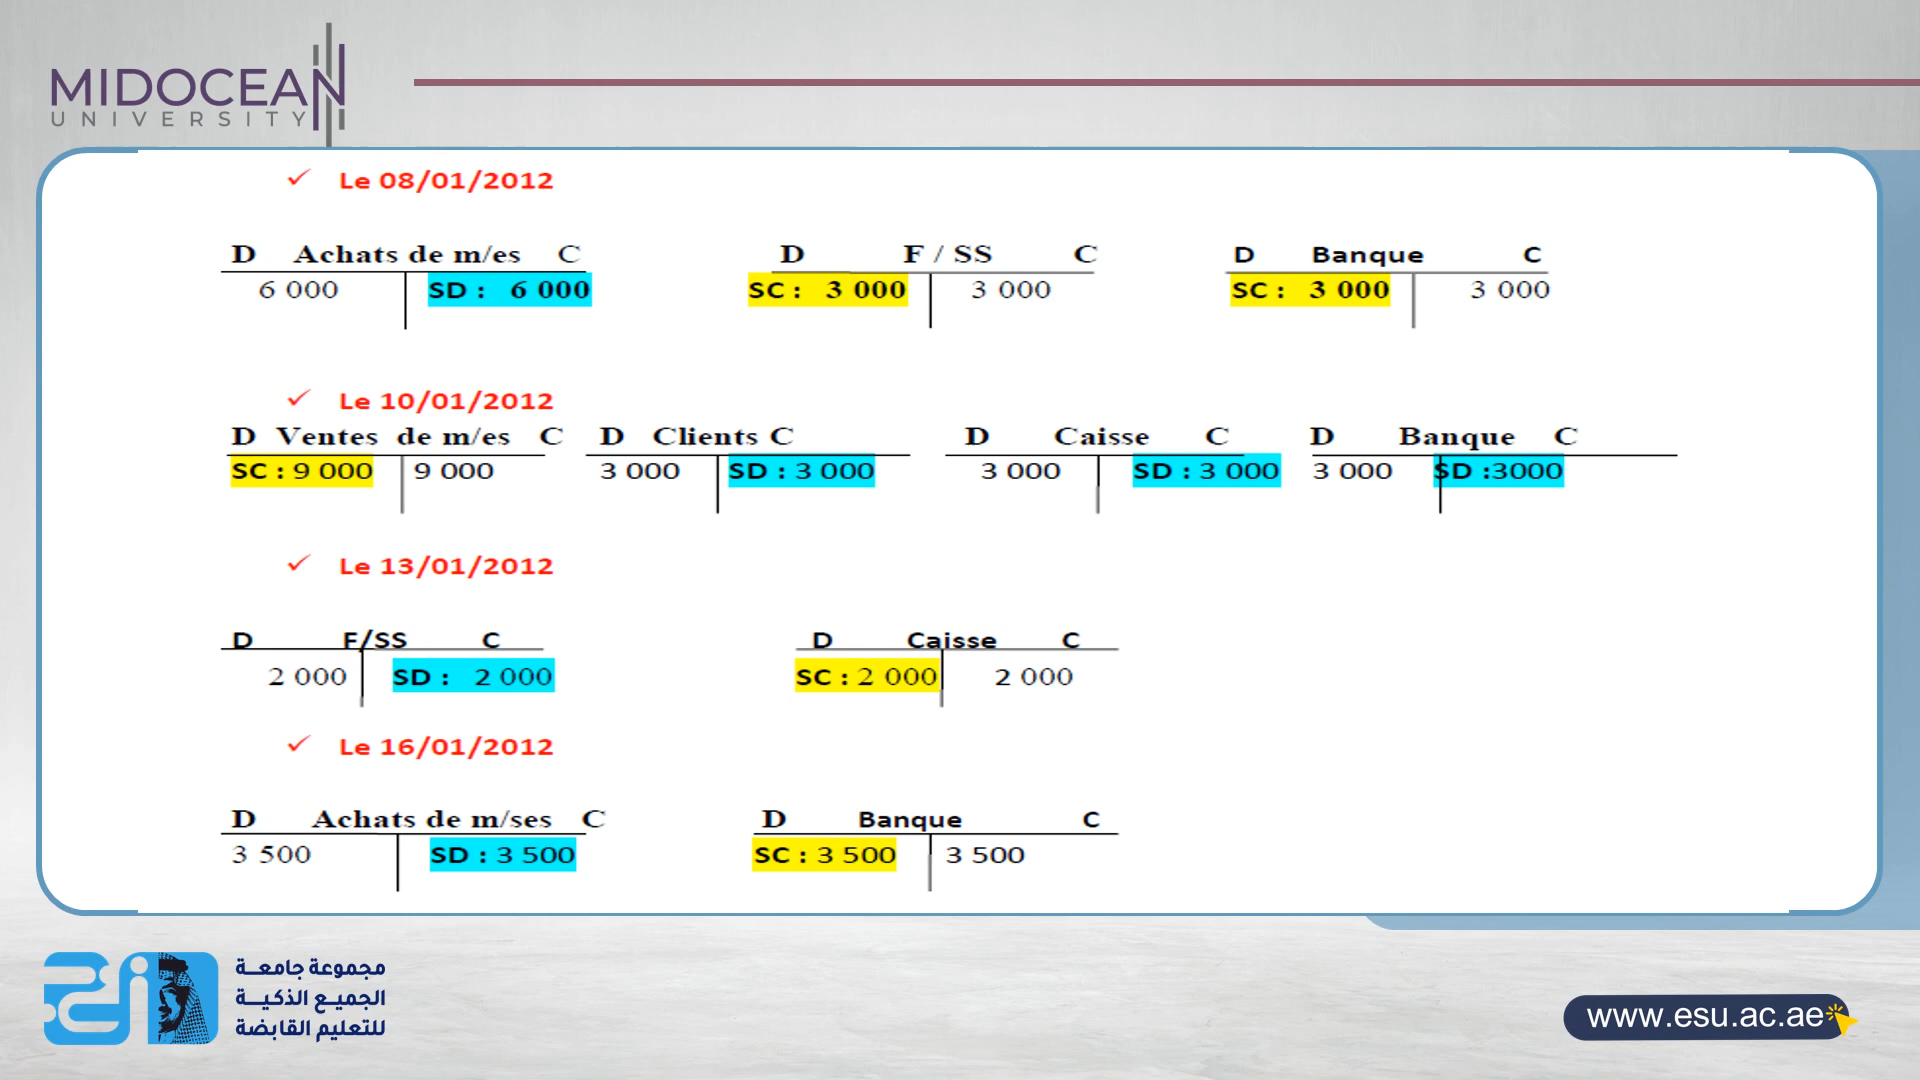 MIDOCEAN
UNIVERSITY
✓ Le 08/01/2012
D Achats de m/es C D F / SS C D Banque C
6 000 SD : 6 000 SC : 3 000 3 000 SC : 3 000 3 000
✓ Le 10/01/2012
D Ventes de m/es C D Clients C D Caisse C D Banque C
SC : 9 000 9 000 3 000 SD : 3 000 3 000 SD : 3 000 3 000 SD :3000
✓ Le 13/01/2012
D F/SS C D Caisse C
2 000 SD : 2 000 SC : 2 000 2 000
✓ Le 16/01/2012
D Achats de m/ses C D Banque C
3 500 SD : 3 500 SC : 3 500 3 500
مجموعة جامعـــة
الجميـع الذكيـــة
للتعليم القابضة
www.esu.ac.ae